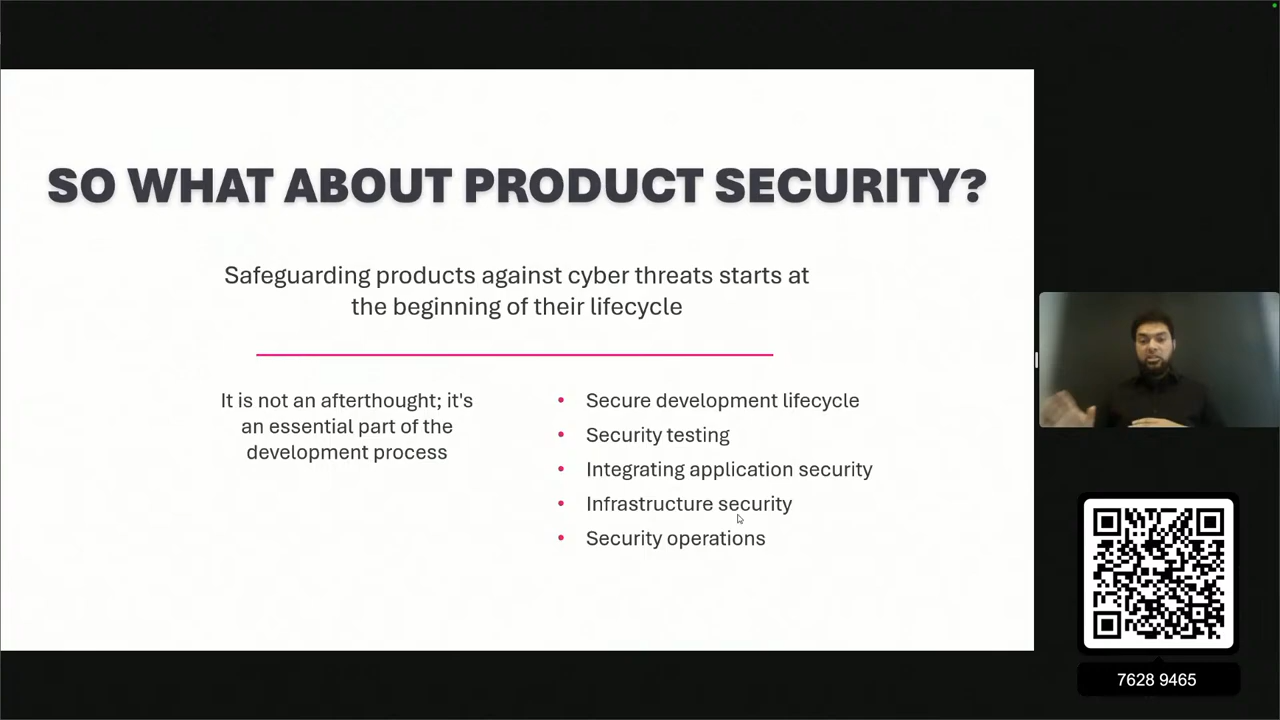 SO WHAT ABOUT PRODUCT SECURITY?
Safeguarding products against cyber threats starts at
the beginning of their lifecycle
It is not an afterthought; it's
an essential part of the
development process
• Secure development lifecycle
• Security testing
• Integrating application security
• Infrastructure security
• Security operations
7628 9465